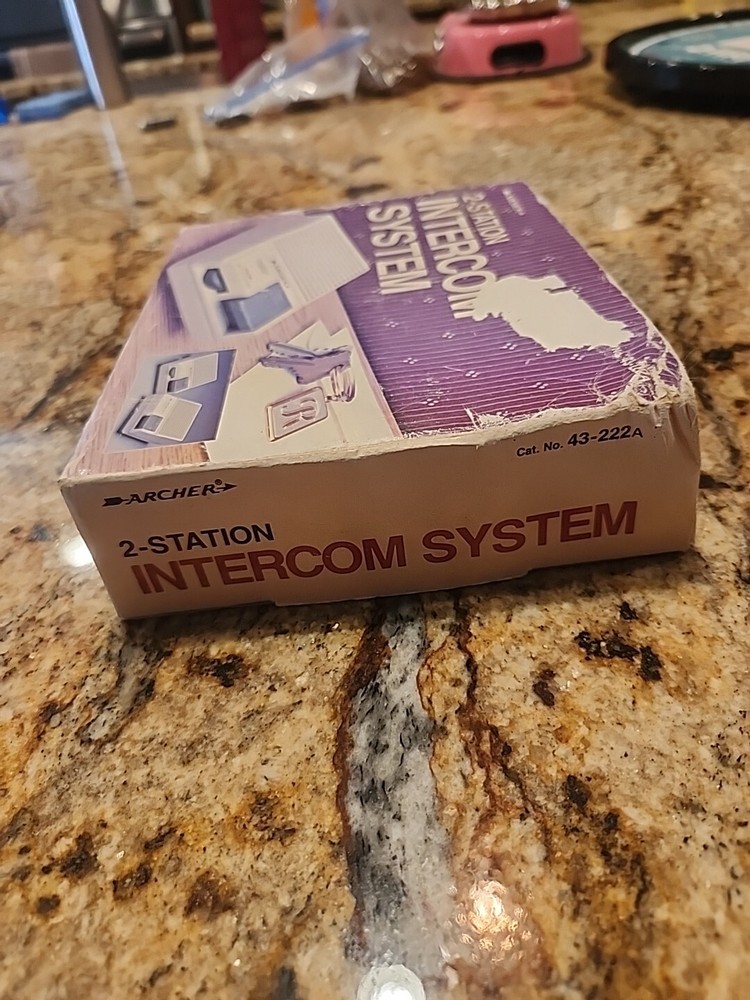 2-STATION
INTERCOM
SYSTEM
ARCHER®
Cat. No. 43-222A
2-STATION
INTERCOM SYSTEM